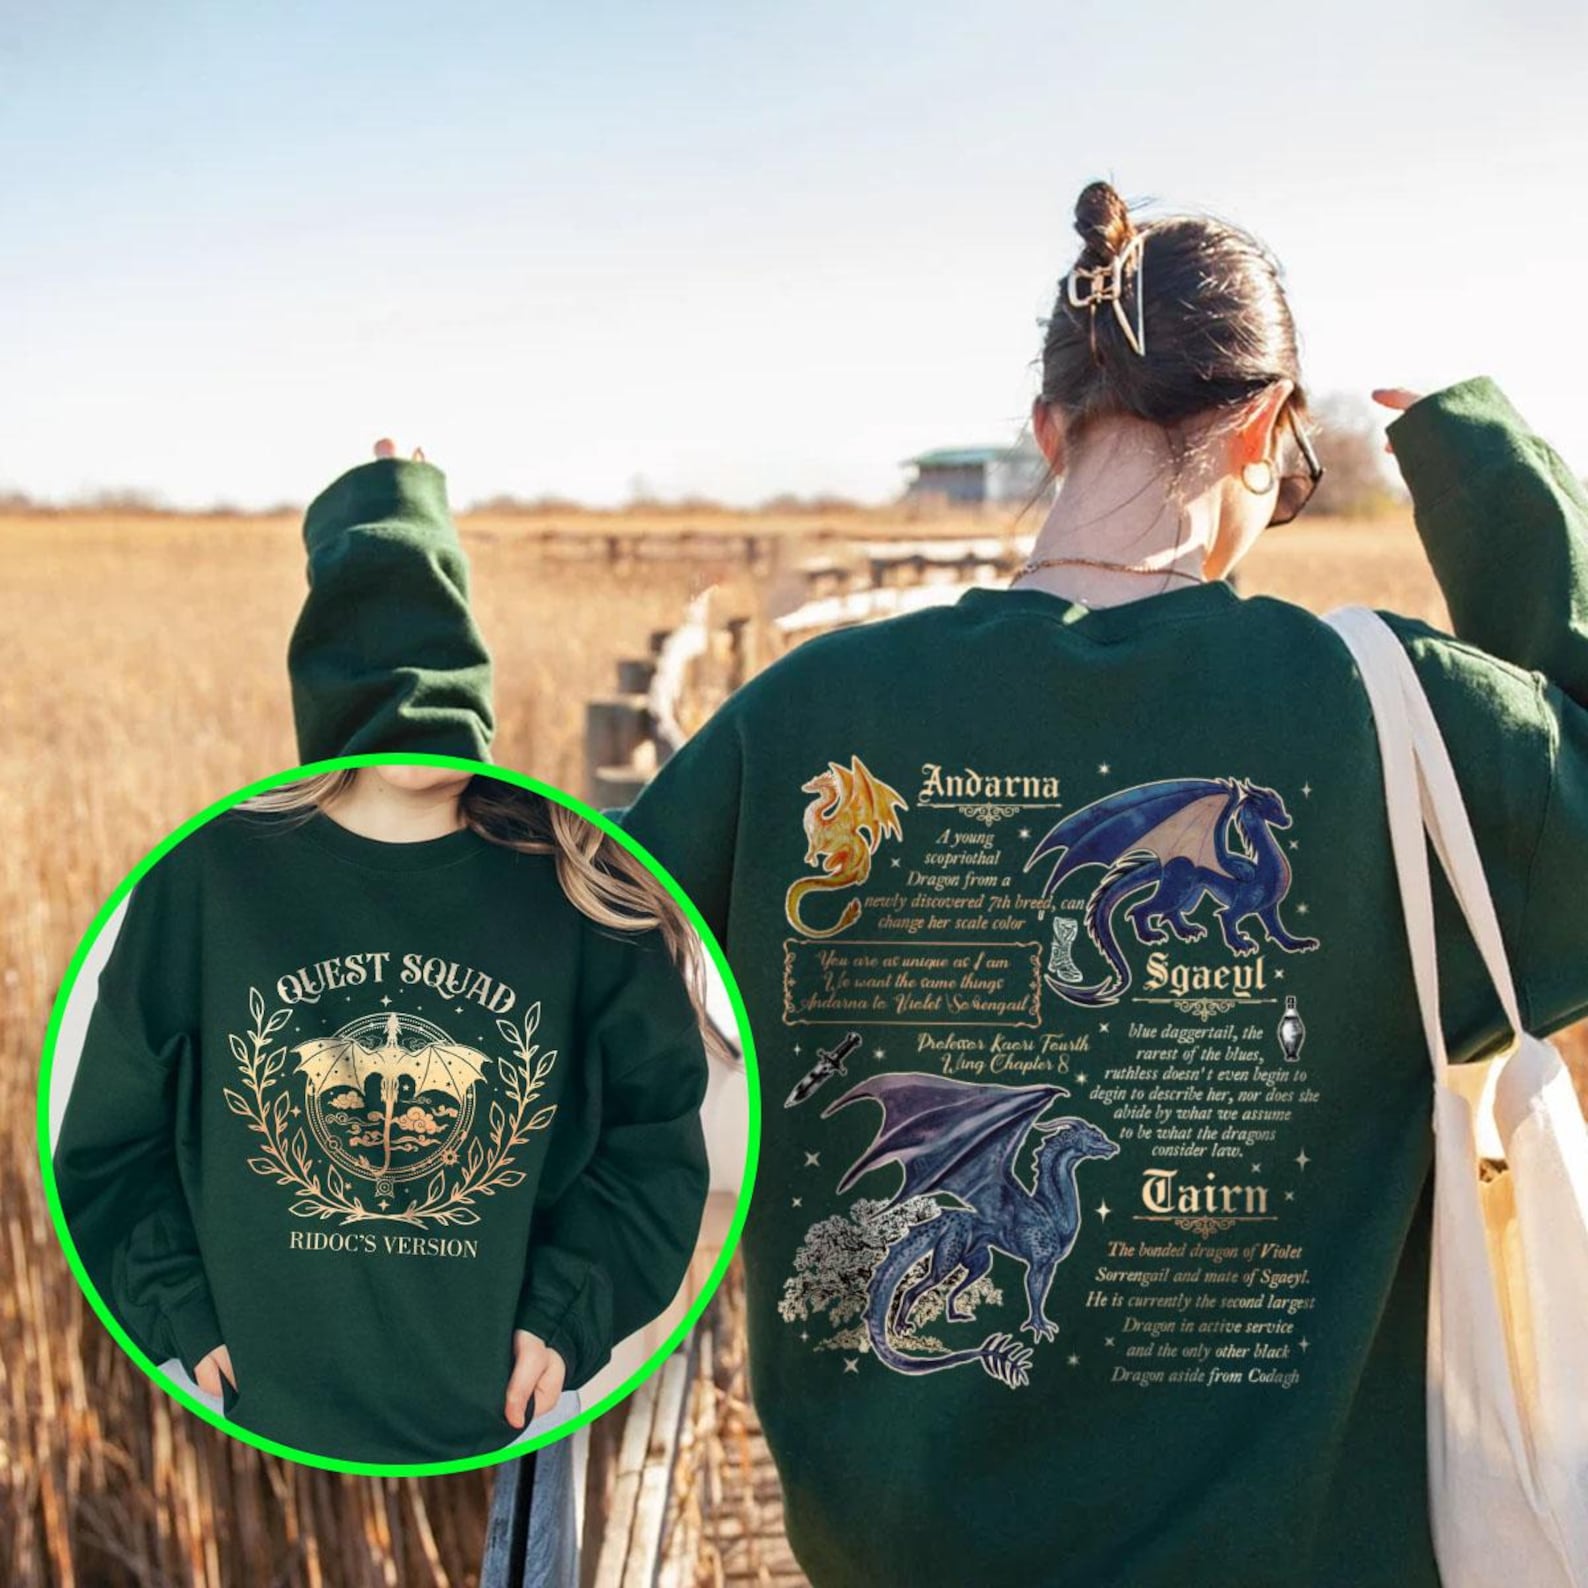 QUEST SQUAD
RIDOC'S VERSION
Andarna
A young
scopriothal
Dragon from a
newly discovered 7th breed, can
change her scale color
You are as unique as I am
We want the same things
Andarna to Violet Sorrengail
Professor Kaori Fourth
Wing Chapter 8
Sgaeyl
blue daggertail, the
rarest of the blues,
ruthless doesn't even begin to
degin to describe her, nor does she
abide by what we assume
to be what the dragons
consider law.
Tairn
The bonded dragon of Violet
Sorrengail and mate of Sgaeyl.
He is currently the second largest
Dragon in active service
and the only other black
Dragon aside from Codagh